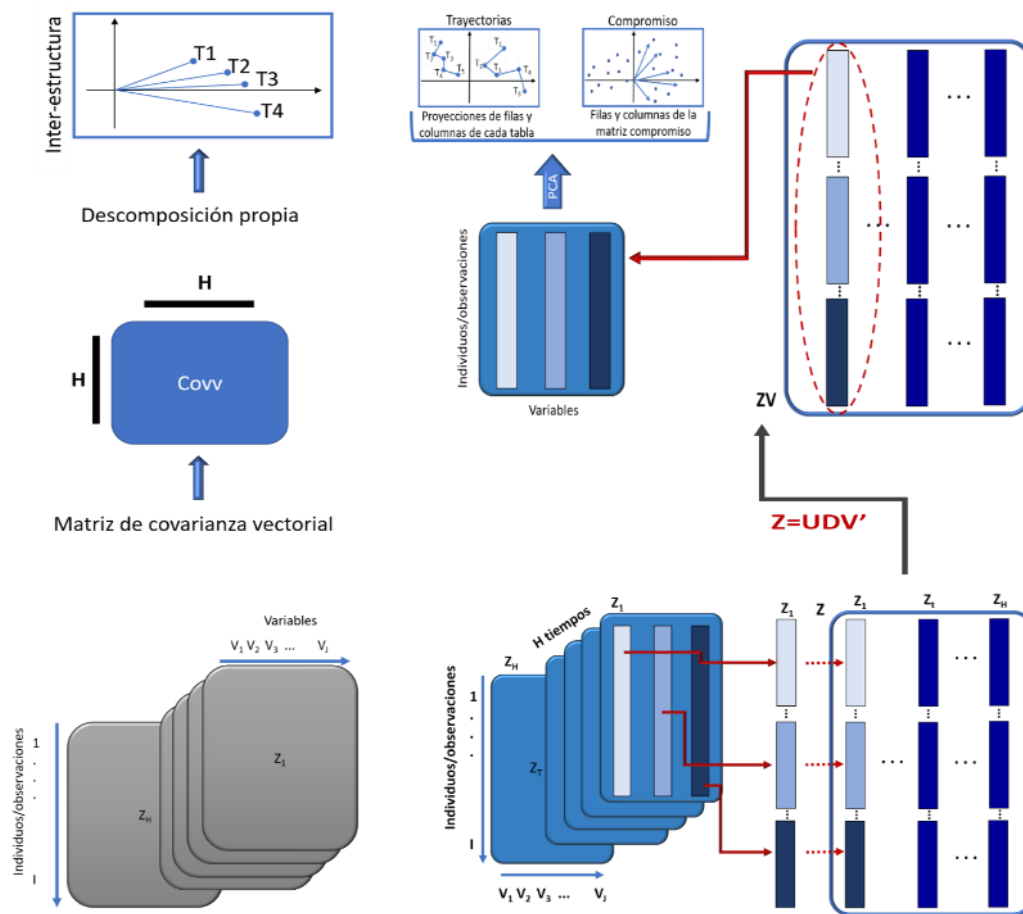 Inter-estructura
T1
T2
T3
T4
Descomposición propia
H
H
Covv
Matriz de covarianza vectorial
Variables
V1 V2 V3 ... VJ
Individuos/observaciones
1
.
.
.
I
ZH
Z1
Trayectorias
Compromiso
Proyecciones de filas y
columnas de cada tabla
Filas y columnas de la
matriz compromiso
PCA
Individuos/observaciones
Variables
ZV
...
...
...
...
Z=UDV’
H tiempos
Z1
ZH
ZT
Individuos/observaciones
1
.
.
.
I
V1 V2 V3 ... VJ
Z1 Z Z1 Zt ZH
...
...
...
...